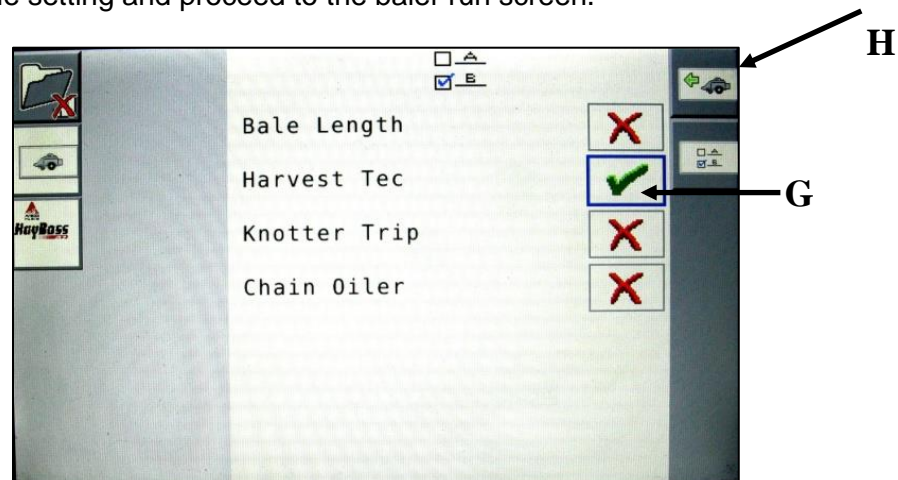 e setting and proceed to the baler run screen.
H
A
B
Bale Length
A
B
Harvest Tec
G
HayBoss
Knotter Trip
Chain Oiler